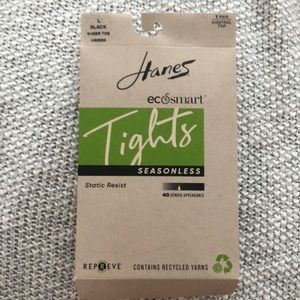 L
BLACK
SHEER TOE
1 PAIR
CONTROL
TOP
Hanes
ecosmart
Tights
SEASONLESS
Static Resist
40 DENIER APPEARANCE
REPREVE
CONTAINS RECYCLED YARNS